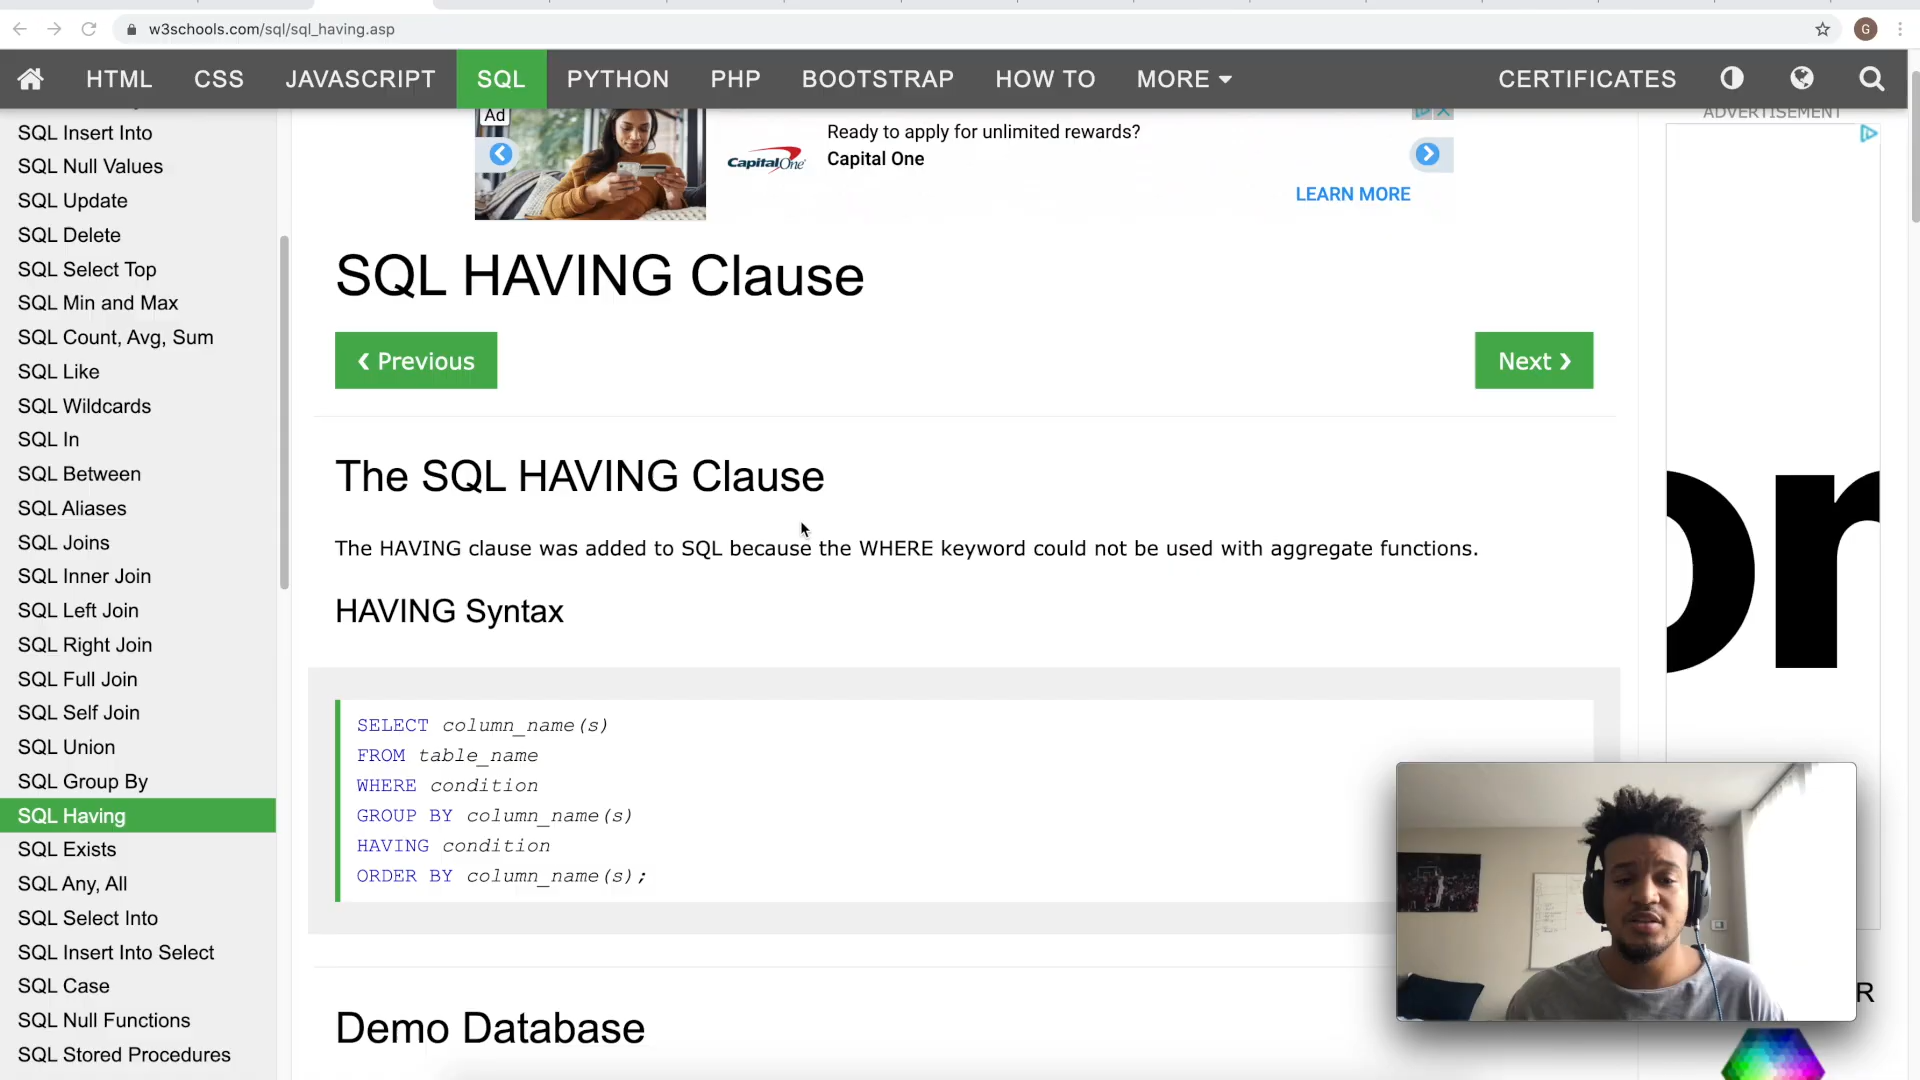 w3schools.com/sql/sql_having.asp
G
HTML
CSS
JAVASCRIPT
SQL
PYTHON
PHP
BOOTSTRAP
HOW TO
MORE
CERTIFICATES
SQL Insert Into
SQL Null Values
SQL Update
SQL Delete
SQL Select Top
SQL Min and Max
SQL Count, Avg, Sum
SQL Like
SQL Wildcards
SQL In
SQL Between
SQL Aliases
SQL Joins
SQL Inner Join
SQL Left Join
SQL Right Join
SQL Full Join
SQL Self Join
SQL Union
SQL Group By
SQL Having
SQL Exists
SQL Any, All
SQL Select Into
SQL Insert Into Select
SQL Case
SQL Null Functions
SQL Stored Procedures
Ad
Capital One
Ready to apply for unlimited rewards?
Capital One
LEARN MORE
SQL HAVING Clause
❮ Previous
Next ❯
The SQL HAVING Clause
The HAVING clause was added to SQL because the WHERE keyword could not be used with aggregate functions.
HAVING Syntax
SELECT column_name(s)
FROM table_name
WHERE condition
GROUP BY column_name(s)
HAVING condition
ORDER BY column_name(s);
Demo Database
ADVERTISEMENT
or
R